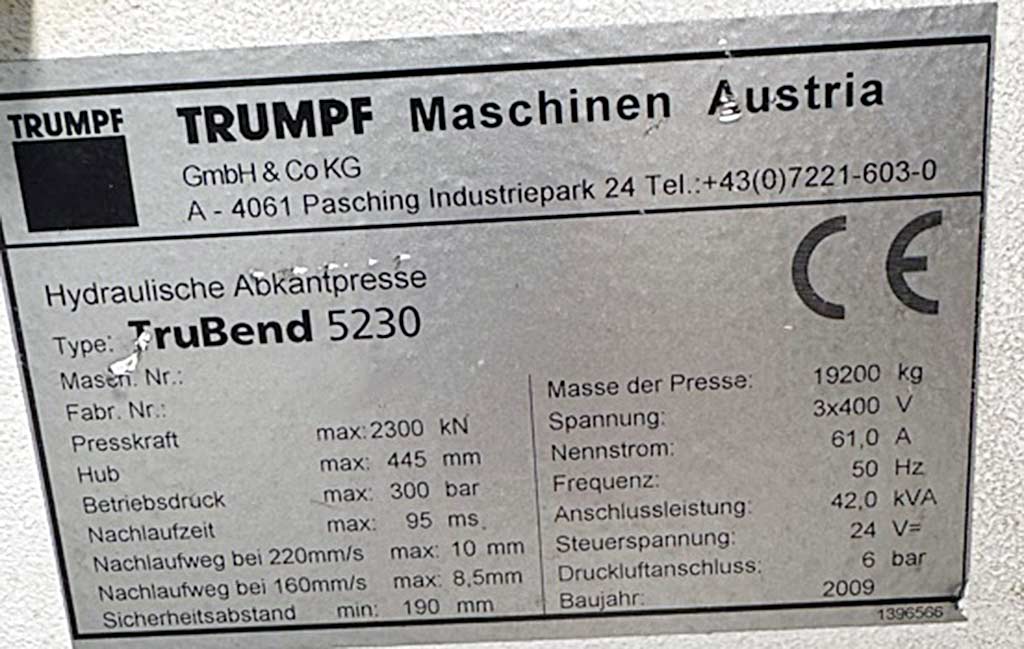 TRUMPF
TRUMPF Maschinen Austria
GmbH & Co KG
A - 4061 Pasching Industriepark 24 Tel.:+43(0)7221-603-0
CE
Hydraulische Abkantpresse
Type: TruBend 5230
Masch. Nr.:
Fabr. Nr.:
Presskraft max: 2300 kN
Hub max: 445 mm
Betriebsdruck max: 300 bar
Nachlaufzeit max: 95 ms.
Nachlaufweg bei 220mm/s max: 10 mm
Nachlaufweg bei 160mm/s max: 8,5mm
Sicherheitsabstand min: 190 mm
Masse der Presse: 19200 kg
Spannung: 3x400 V
Nennstrom: 61,0 A
Frequenz: 50 Hz
Anschlussleistung: 42,0 kVA
Steuerspannung: 24 V=
Druckluftanschluss: 6 bar
Baujahr: 2009
1396566